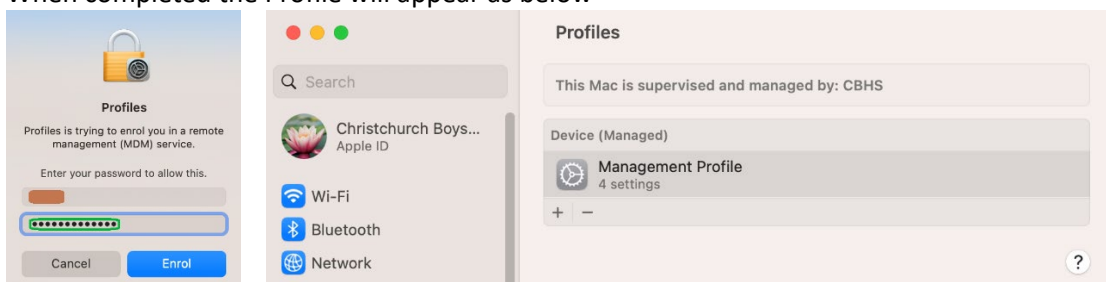 When completed the Profile will appear as below
Profiles
Profiles is trying to enrol you in a remote
management (MDM) service.
Enter your password to allow this.
•••••••••••••
Cancel
Enrol
Search
Christchurch Boys...
Apple ID
Wi-Fi
Bluetooth
Network
Profiles
This Mac is supervised and managed by: CBHS
Device (Managed)
Management Profile
4 settings
+ −
?